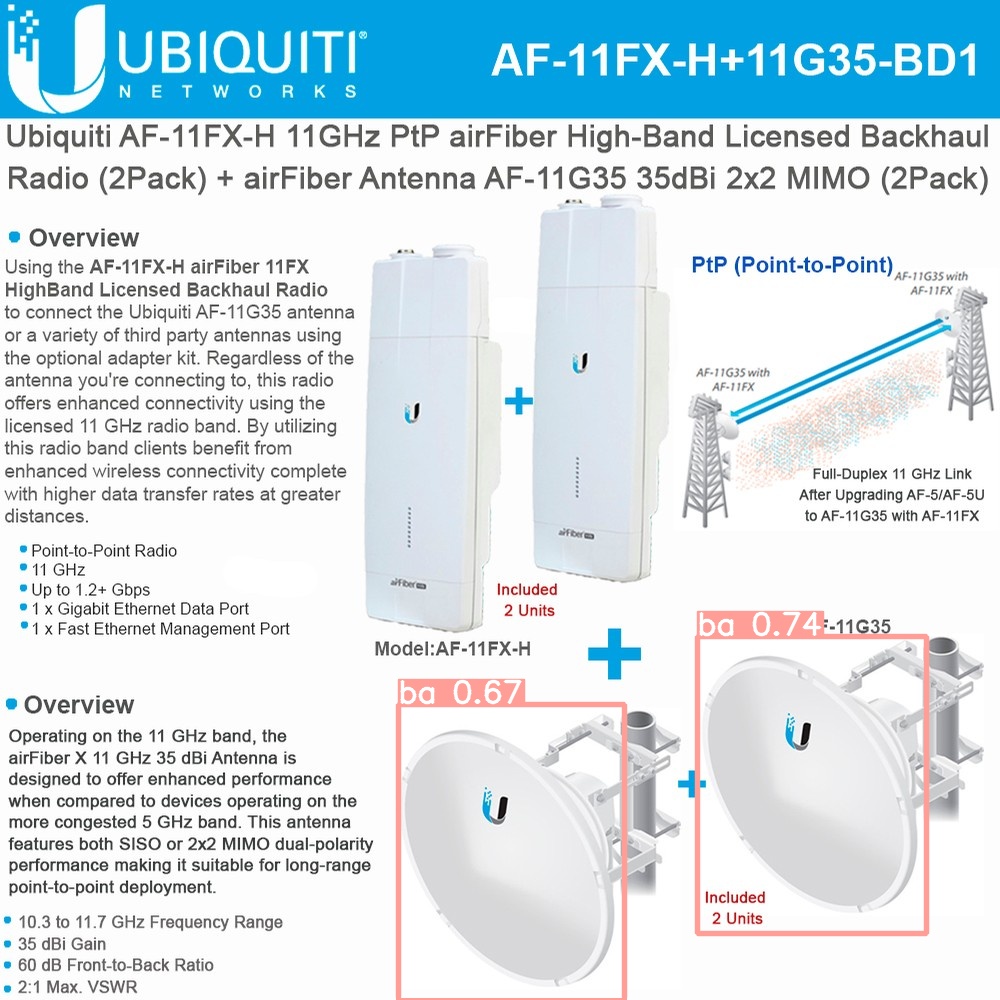 UBIQUITI®
NETWORKS
AF-11FX-H+11G35-BD1
Ubiquiti AF-11FX-H 11GHz PtP airFiber High-Band Licensed Backhaul
Radio (2Pack) + airFiber Antenna AF-11G35 35dBi 2x2 MIMO (2Pack)
• Overview
Using the AF-11FX-H airFiber 11FX
HighBand Licensed Backhaul Radio
to connect the Ubiquiti AF-11G35 antenna
or a variety of third party antennas using
the optional adapter kit. Regardless of the
antenna you're connecting to, this radio
offers enhanced connectivity using the
licensed 11 GHz radio band. By utilizing
this radio band clients benefit from
enhanced wireless connectivity complete
with higher data transfer rates at greater
distances.
• Point-to-Point Radio
• 11 GHz
• Up to 1.2+ Gbps
• 1 x Gigabit Ethernet Data Port
• 1 x Fast Ethernet Management Port
airFiber
airFiber
+
Included
2 Units
Model:AF-11FX-H
PtP (Point-to-Point)
AF-11G35 with
AF-11FX
AF-11G35 with
AF-11FX
Full-Duplex 11 GHz Link
After Upgrading AF-5/AF-5U
to AF-11G35 with AF-11FX
+
ba 0.74
F-11G35
ba 0.67
+
Included
2 Units
• Overview
Operating on the 11 GHz band, the
airFiber X 11 GHz 35 dBi Antenna is
designed to offer enhanced performance
when compared to devices operating on the
more congested 5 GHz band. This antenna
features both SISO or 2x2 MIMO dual-polarity
performance making it suitable for long-range
point-to-point deployment.
• 10.3 to 11.7 GHz Frequency Range
• 35 dBi Gain
• 60 dB Front-to-Back Ratio
• 2:1 Max. VSWR